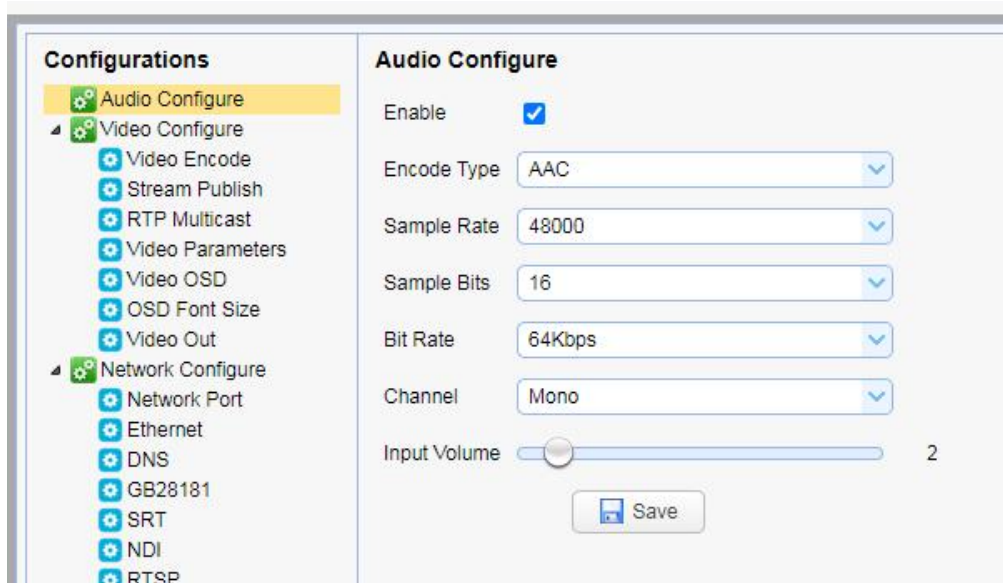 Configurations
Audio Configure
Video Configure
Video Encode
Stream Publish
RTP Multicast
Video Parameters
Video OSD
OSD Font Size
Video Out
Network Configure
Network Port
Ethernet
DNS
GB28181
SRT
NDI
RTSP
Audio Configure
Enable
Encode Type AAC
Sample Rate 48000
Sample Bits 16
Bit Rate 64Kbps
Channel Mono
Input Volume 2
Save